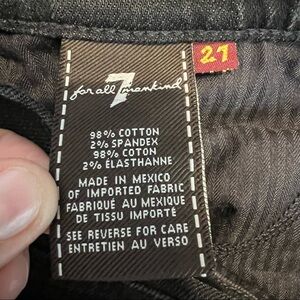 7
for all mankind
27
98% COTTON
2% SPANDEX
98% COTON
2% ÉLASTHANNE
MADE IN MEXICO
OF IMPORTED FABRIC
FABRIQUÉ AU MEXIQUE
DE TISSU IMPORTÉ
SEE REVERSE FOR CARE
ENTRETIEN AU VERSO